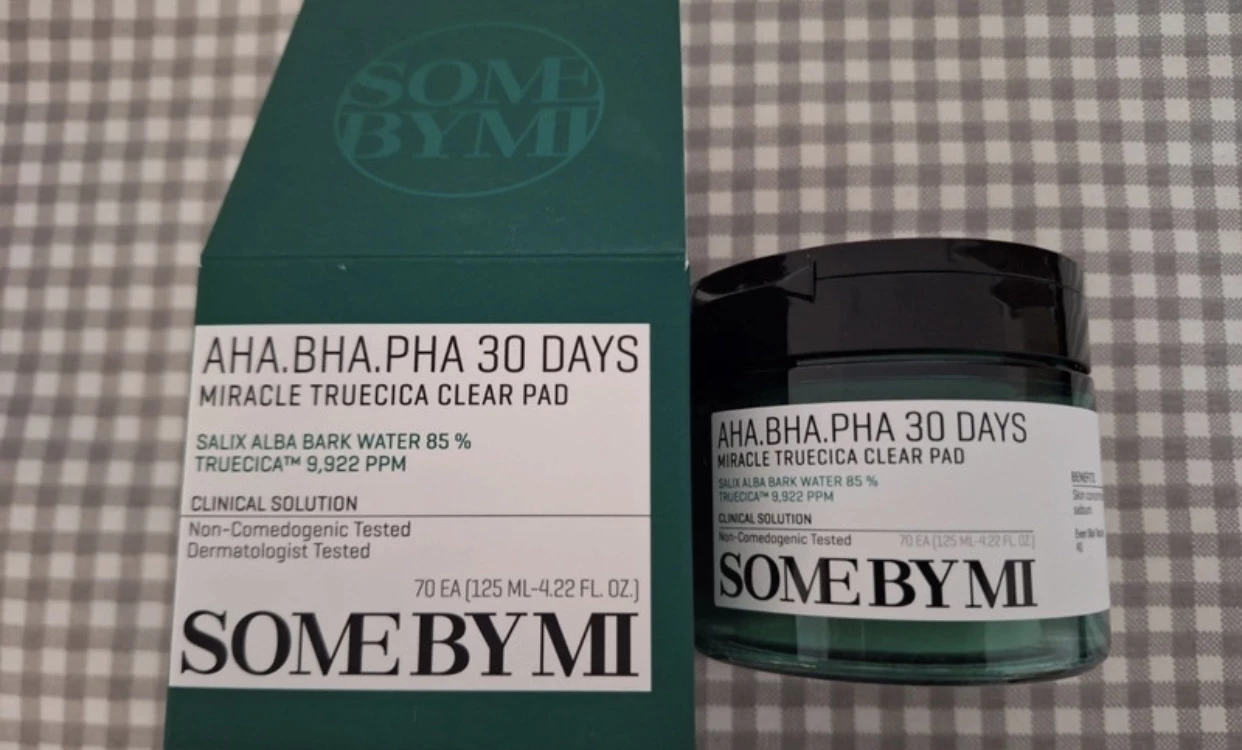 SOME
BYMI
AHA.BHA.PHA 30 DAYS
MIRACLE TRUECICA CLEAR PAD
SALIX ALBA BARK WATER 85 %
TRUECICA™ 9,922 PPM
CLINICAL SOLUTION
Non-Comedogenic Tested
Dermatologist Tested
70 EA (125 ML-4.22 FL. OZ.)
SOME BY MI
AHA.BHA.PHA 30 DAYS
MIRACLE TRUECICA CLEAR PAD
SALIX ALBA BARK WATER 85 %
TRUECICA™ 9,922 PPM
CLINICAL SOLUTION
Non-Comedogenic Tested 70 EA (125 ML-4.22 FL. OZ.)
SOME BY MI
BENEFITS
Skin
sebum